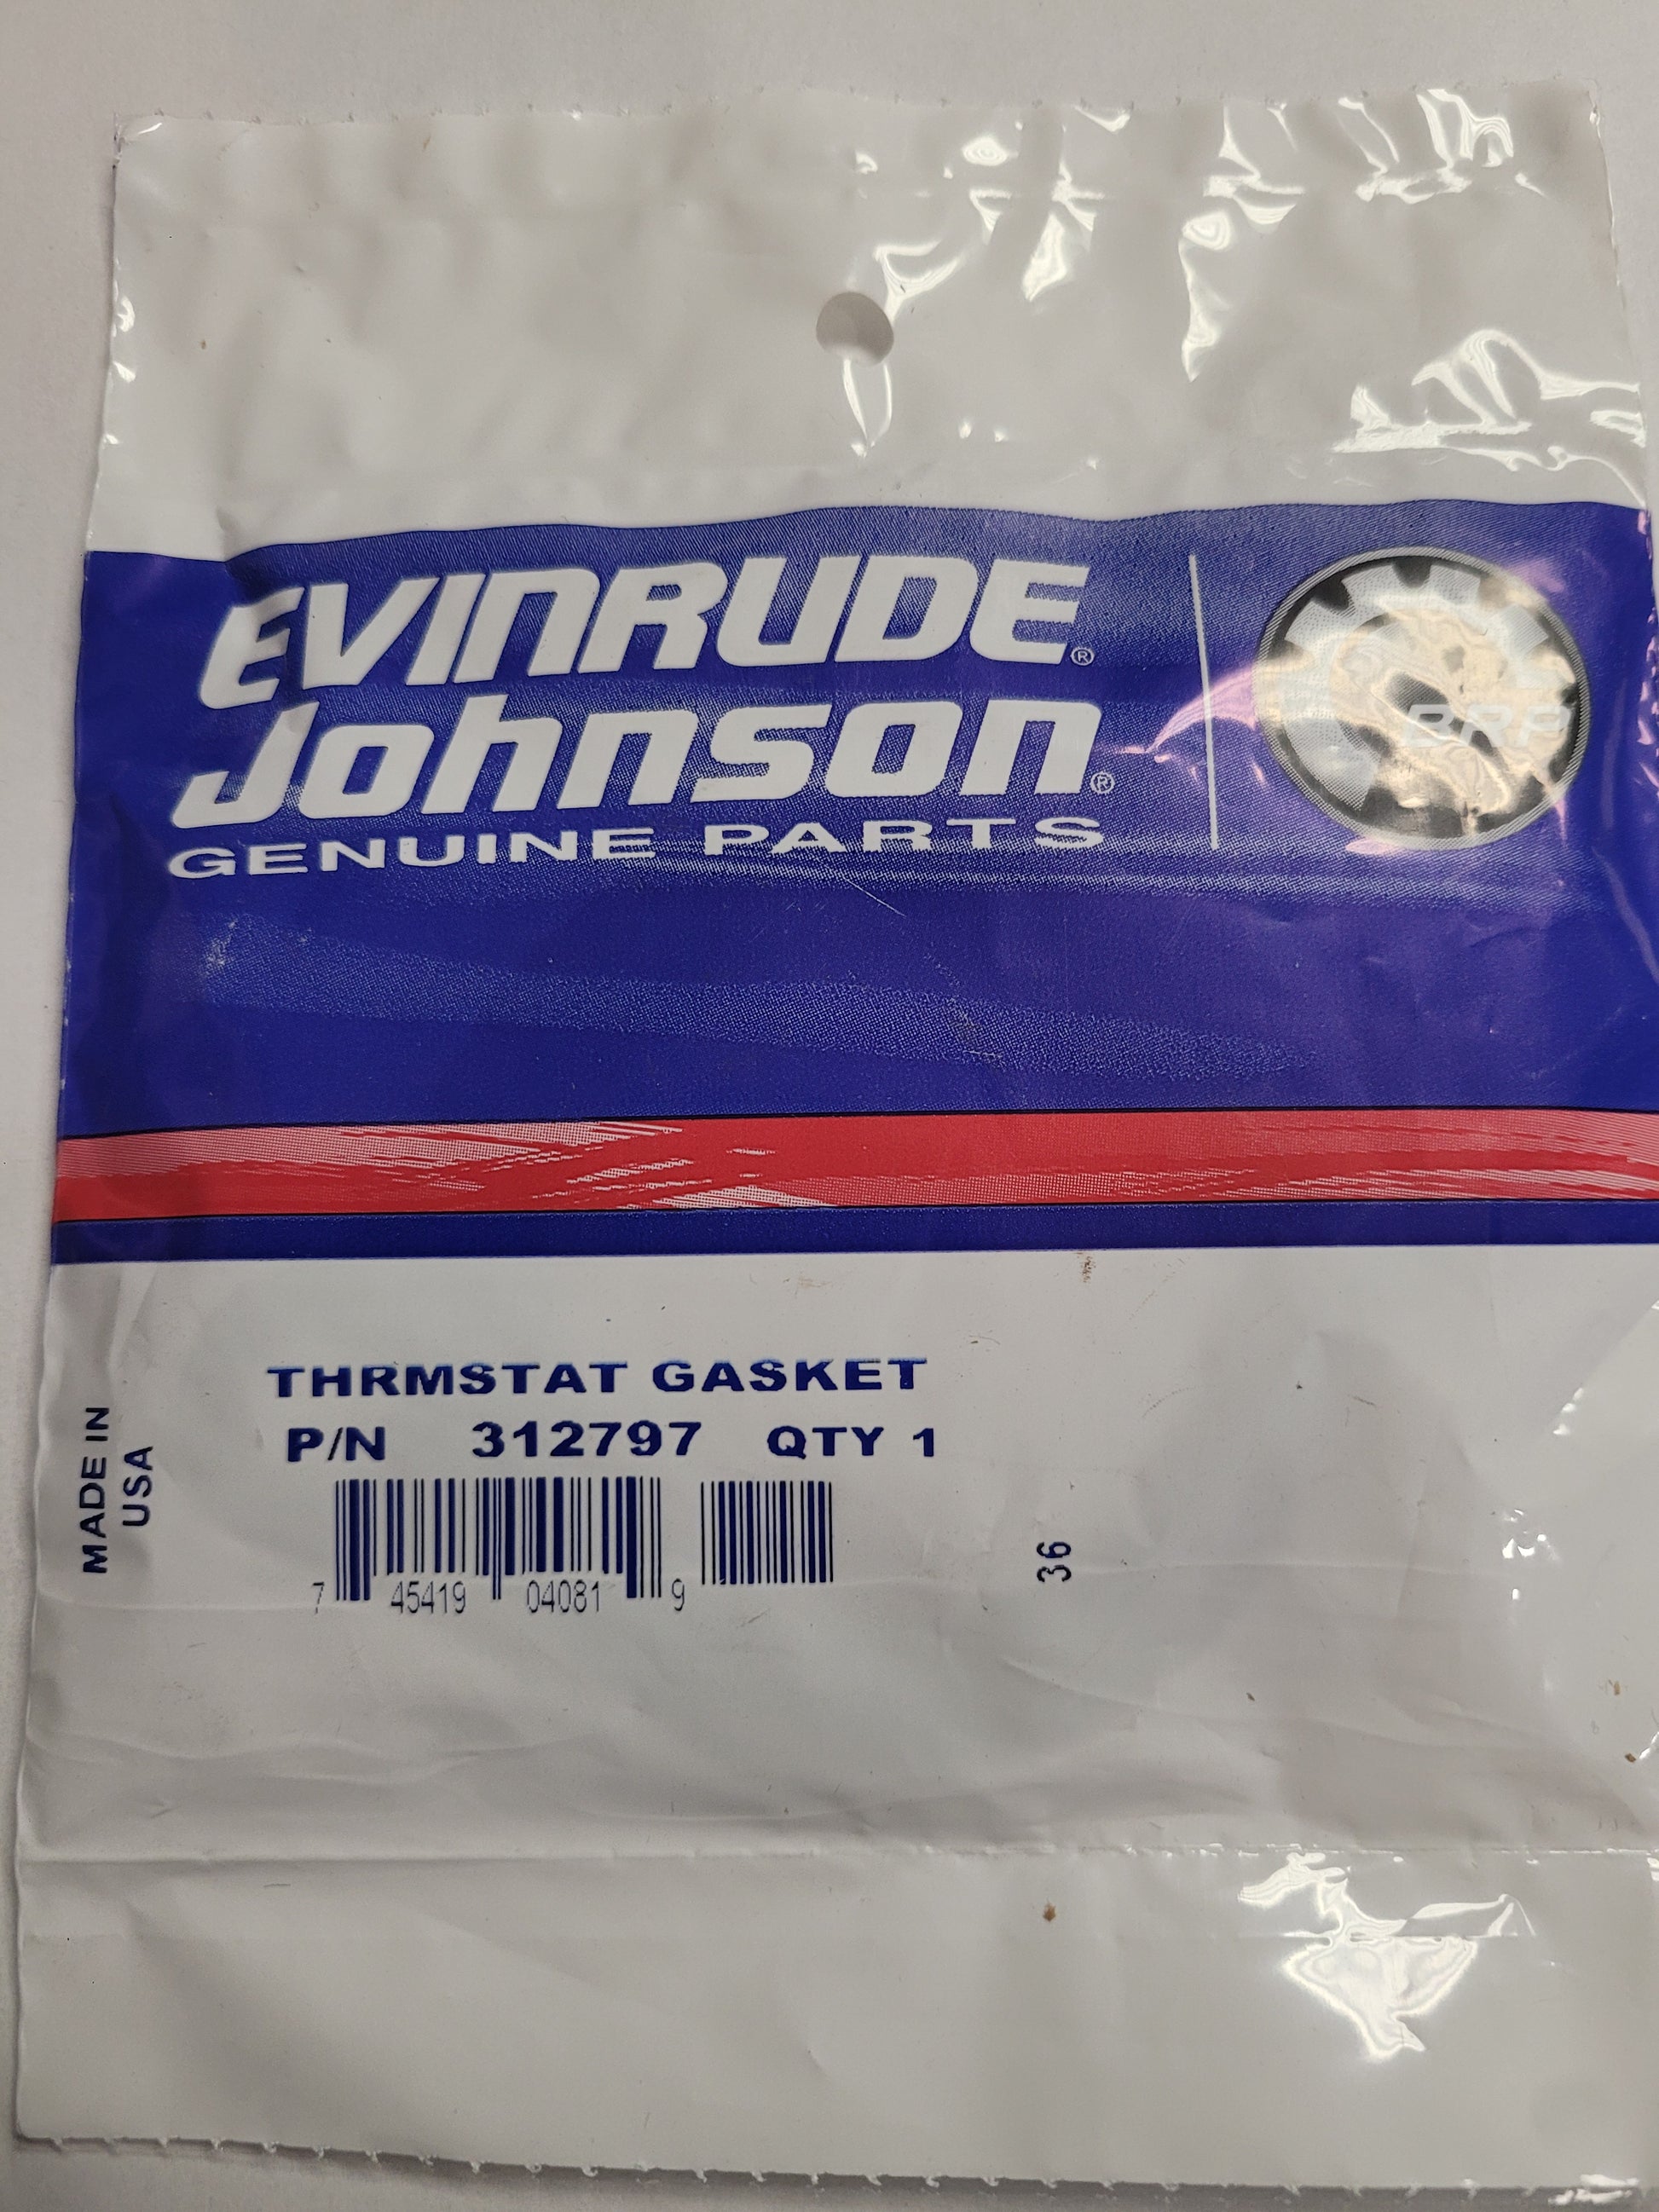 EVINRUDE®
Johnson®
GENUINE PARTS
BRP
THRMSTAT GASKET
P/N 312797 QTY 1
MADE IN
USA
7 45419 04081 9
36